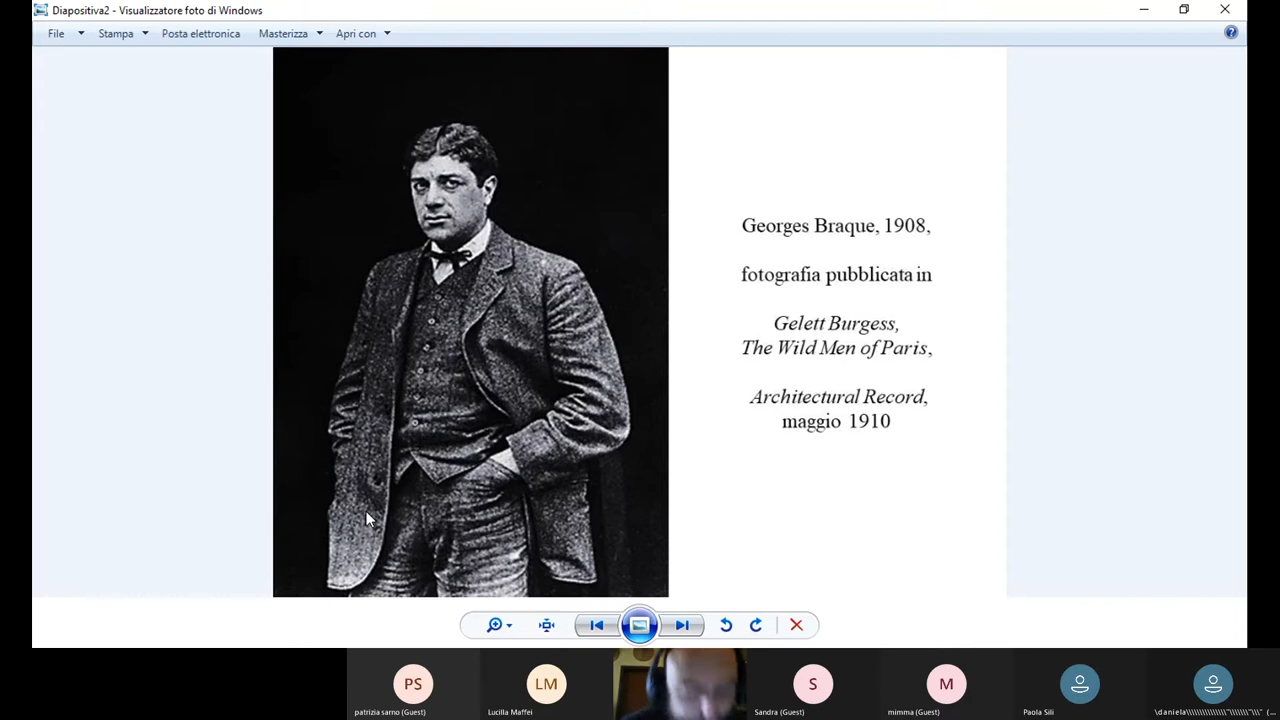 Diapositiva2 - Visualizzatore foto di Windows
File Stampa Posta elettronica Masterizza Apri con
Georges Braque, 1908,
fotografia pubblicata in
Gelett Burgess,
The Wild Men of Paris,
Architectural Record,
maggio 1910
PS LM S M
patrizia sarno (Guest) Lucilla Maffei Sandra (Guest) mimma (Guest) Paola Sili